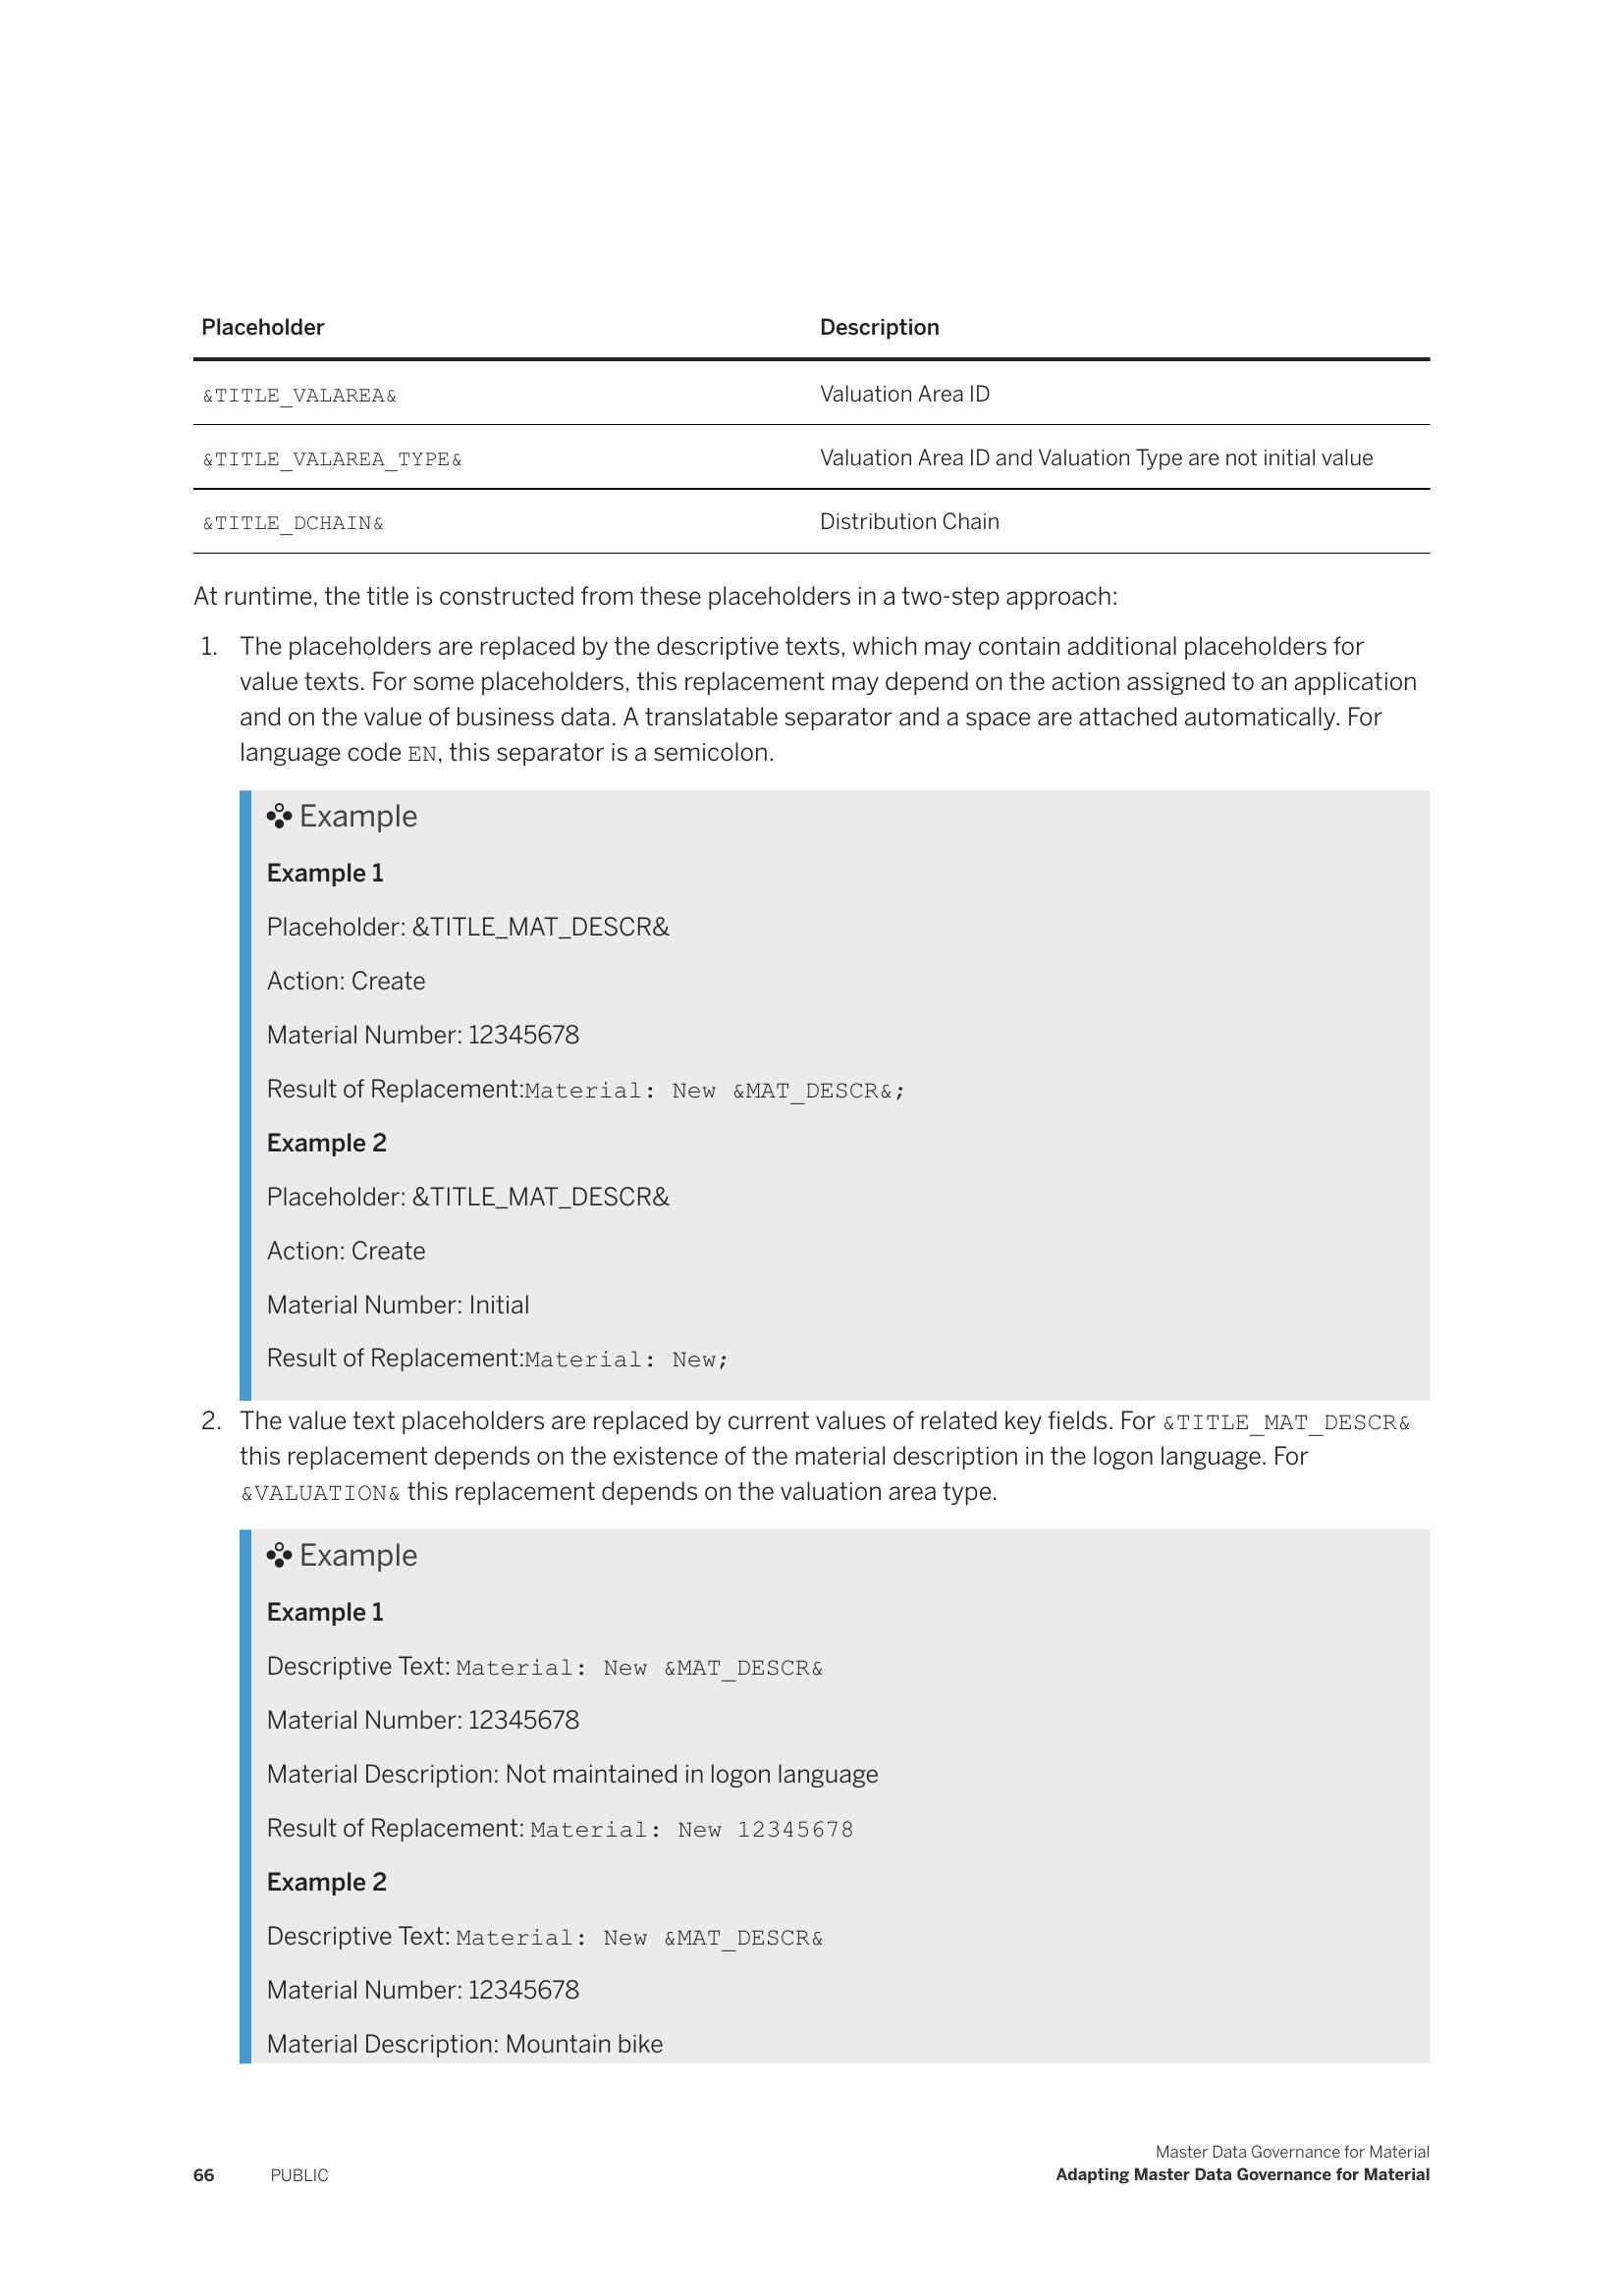 Placeholder Description
&TITLE_VALAREA& Valuation Area ID
&TITLE_VALAREA_TYPE& Valuation Area ID and Valuation Type are not initial value
&TITLE_DCHAIN& Distribution Chain
At runtime, the title is constructed from these placeholders in a two-step approach:
1. The placeholders are replaced by the descriptive texts, which may contain additional placeholders for
value texts. For some placeholders, this replacement may depend on the action assigned to an application
and on the value of business data. A translatable separator and a space are attached automatically. For
language code EN, this separator is a semicolon.
Example
Example 1
Placeholder: &TITLE_MAT_DESCR&
Action: Create
Material Number: 12345678
Result of Replacement:Material: New &MAT_DESCR&;
Example 2
Placeholder: &TITLE_MAT_DESCR&
Action: Create
Material Number: Initial
Result of Replacement:Material: New;
2. The value text placeholders are replaced by current values of related key fields. For &TITLE_MAT_DESCR&
this replacement depends on the existence of the material description in the logon language. For
&VALUATION& this replacement depends on the valuation area type.
Example
Example 1
Descriptive Text: Material: New &MAT_DESCR&
Material Number: 12345678
Material Description: Not maintained in logon language
Result of Replacement: Material: New 12345678
Example 2
Descriptive Text: Material: New &MAT_DESCR&
Material Number: 12345678
Material Description: Mountain bike
Master Data Governance for Material
66 PUBLIC Adapting Master Data Governance for Material